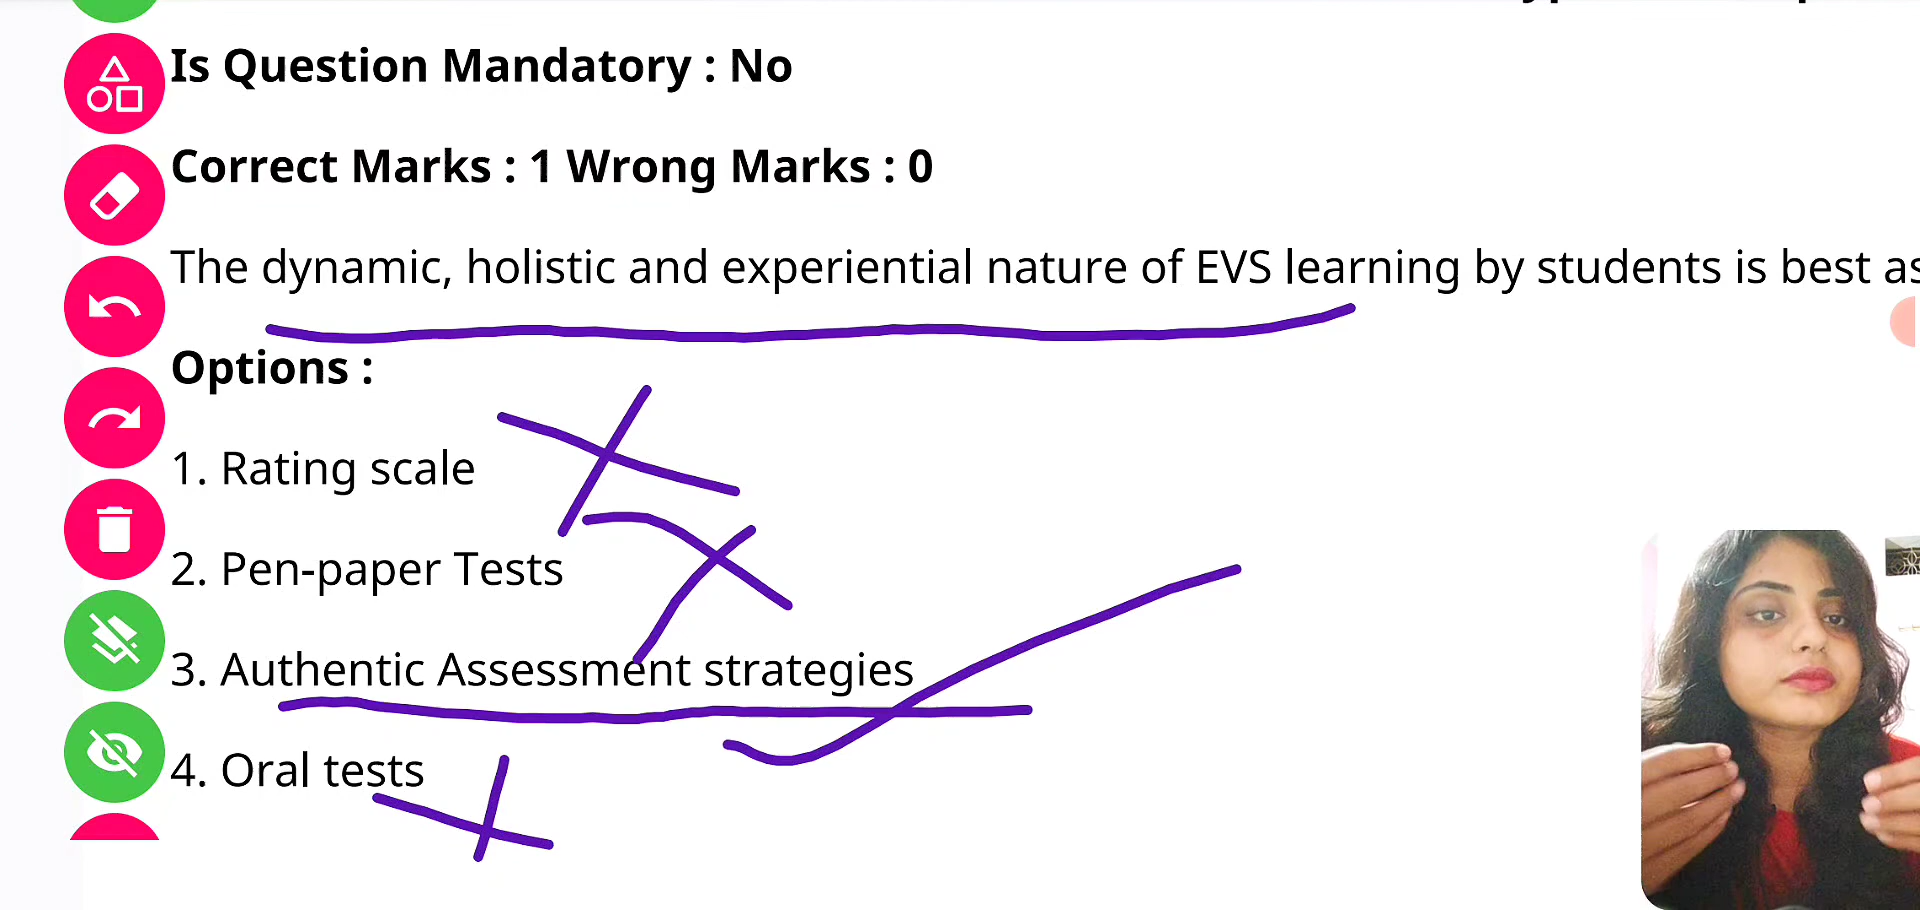 Is Question Mandatory : No
Correct Marks : 1 Wrong Marks : 0
The dynamic, holistic and experiential nature of EVS learning by students is best as
Options :
1. Rating scale
2. Pen-paper Tests
3. Authentic Assessment strategies
4. Oral tests